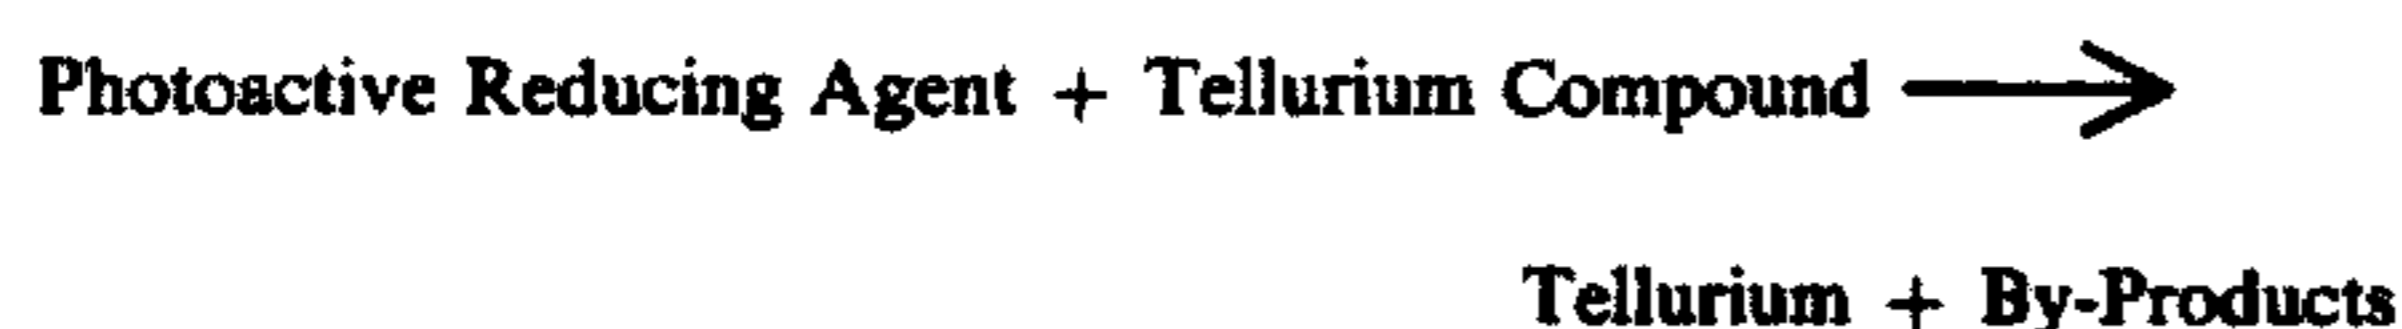 Photoactive Reducing Agent + Tellurium Compound ⟶
Tellurium + By-Products